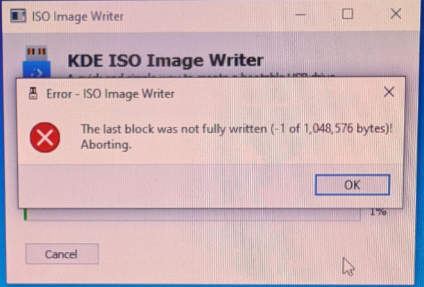 ISO Image Writer
KDE ISO Image Writer
Error - ISO Image Writer
The last block was not fully written (-1 of 1,048,576 bytes)!
Aborting.
OK
1%
Cancel